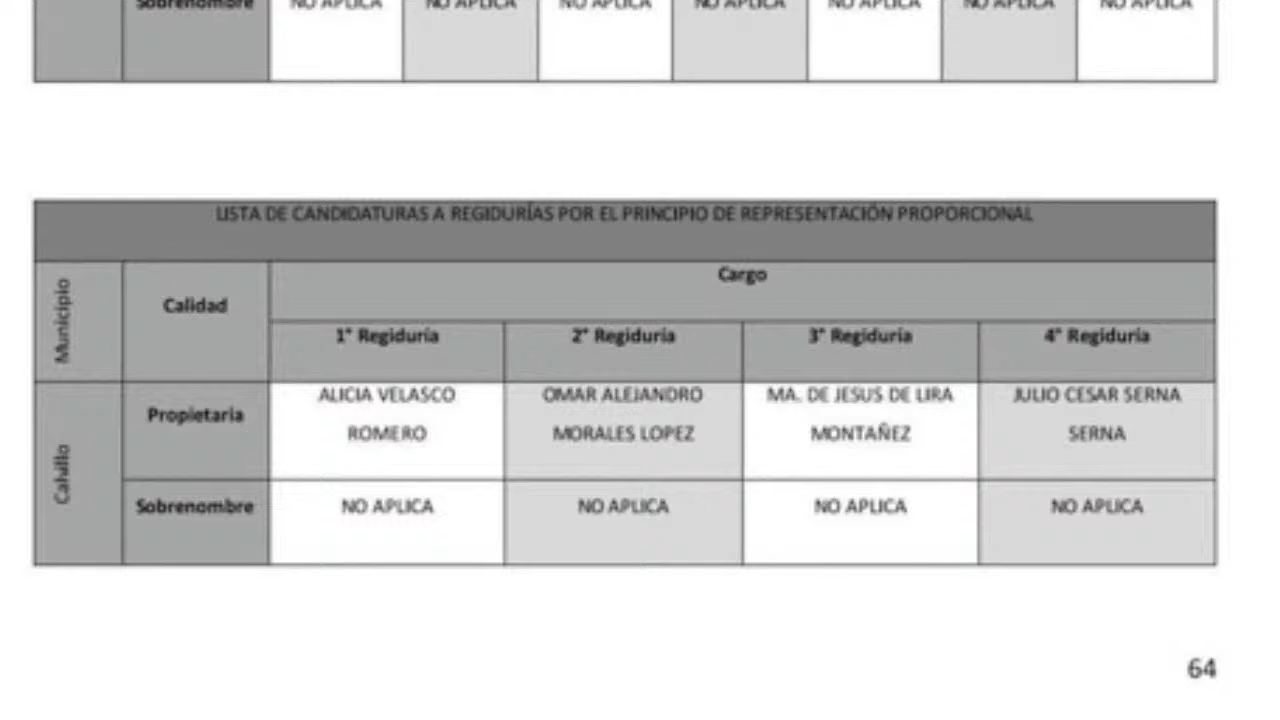 Sobrenombre NO APLICA NO APLICA NO APLICA NO APLICA NO APLICA NO APLICA NO APLICA
LISTA DE CANDIDATURAS A REGIDURÍAS POR EL PRINCIPIO DE REPRESENTACIÓN PROPORCIONAL
Municipio
Calidad
Cargo
1° Regiduría 2° Regiduría 3° Regiduría 4° Regiduría
Calvillo
Propietaria
ALICIA VELASCO OMAR ALEJANDRO MA. DE JESUS DE LIRA JULIO CESAR SERNA
ROMERO MORALES LOPEZ MONTAÑEZ SERNA
Sobrenombre NO APLICA NO APLICA NO APLICA NO APLICA
64